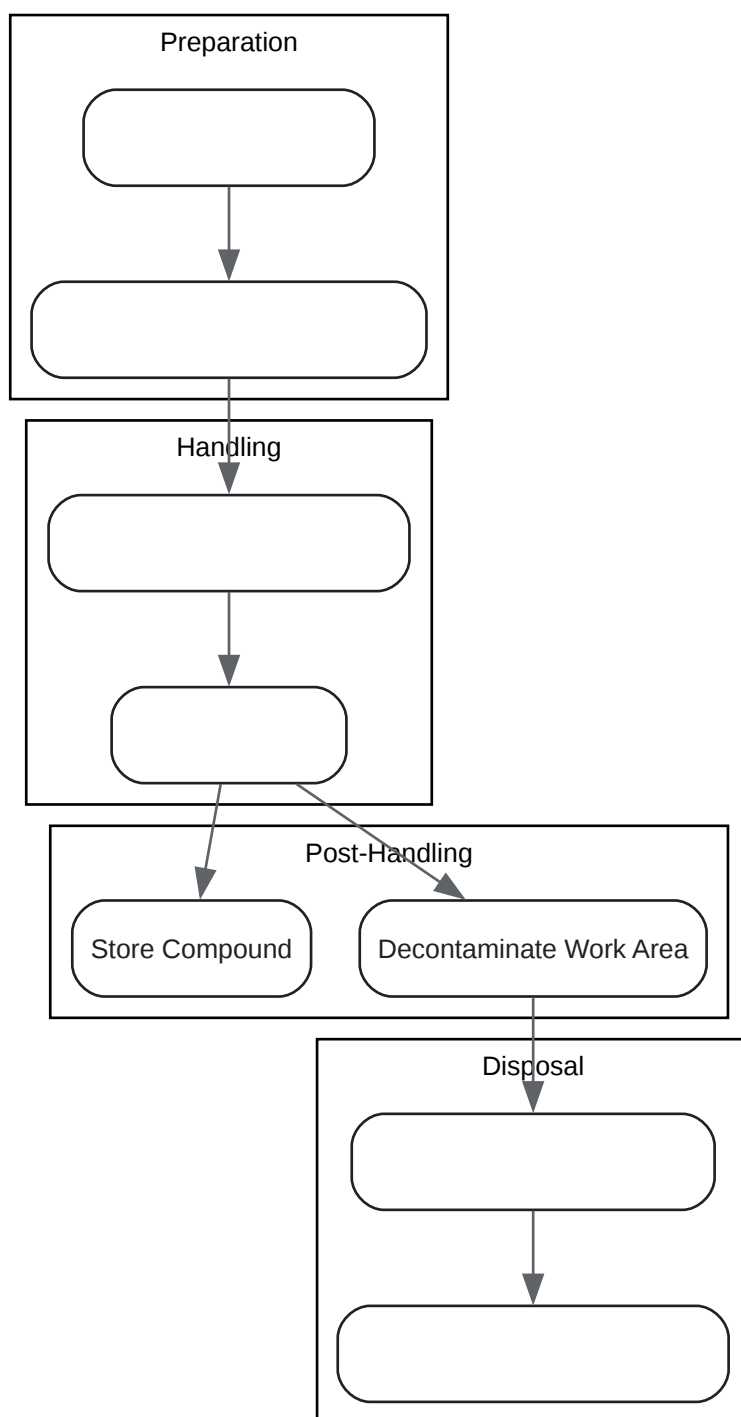 Preparation
Handling
Post-Handling
Store Compound
Decontaminate Work Area
Disposal